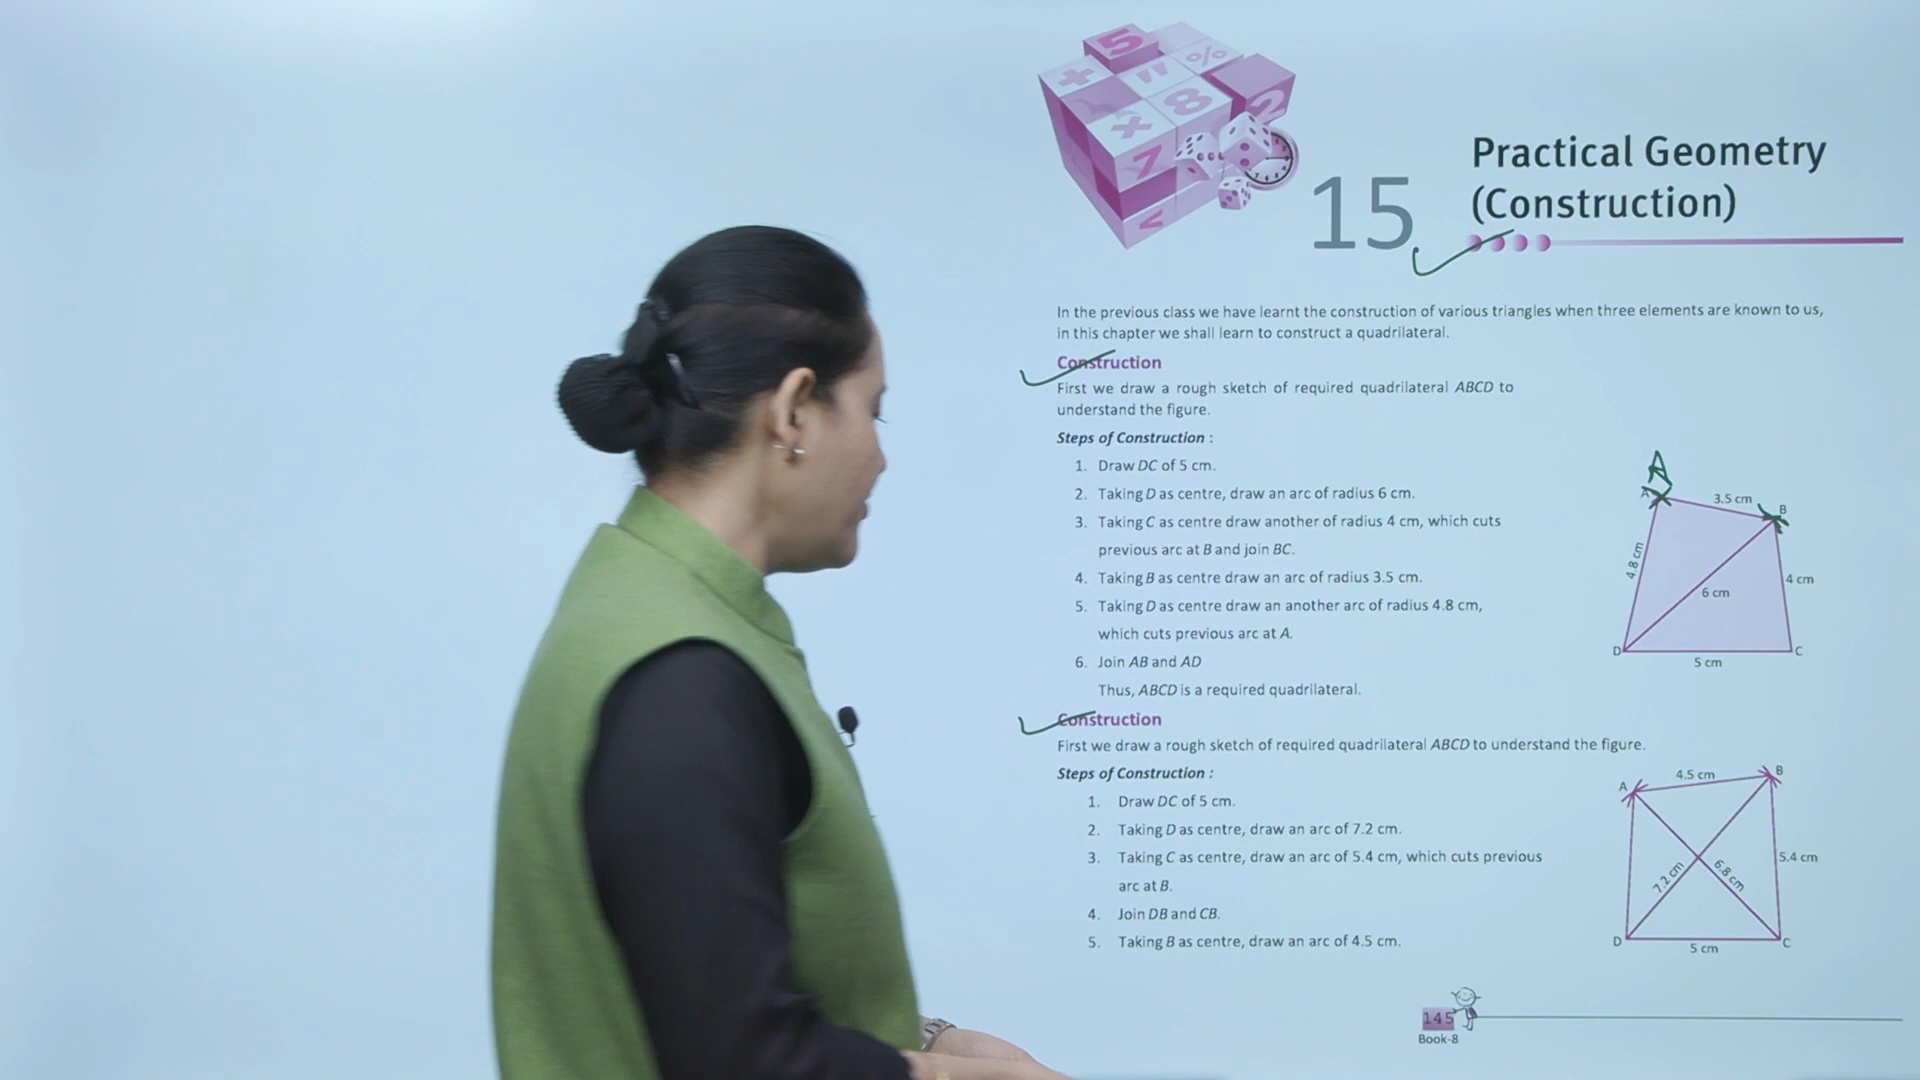 5
+ %
8 2
x
7
<
15
Practical Geometry
(Construction)
In the previous class we have learnt the construction of various triangles when three elements are known to us,
in this chapter we shall learn to construct a quadrilateral.
Construction
First we draw a rough sketch of required quadrilateral ABCD to
understand the figure.
Steps of Construction :
1. Draw DC of 5 cm.
2. Taking D as centre, draw an arc of radius 6 cm.
3. Taking C as centre draw another of radius 4 cm, which cuts
previous arc at B and join BC.
4. Taking B as centre draw an arc of radius 3.5 cm.
5. Taking D as centre draw an another arc of radius 4.8 cm,
which cuts previous arc at A.
6. Join AB and AD
Thus, ABCD is a required quadrilateral.
A
A 3.5 cm B
4.8 cm
4 cm
6 cm
D C
5 cm
Construction
First we draw a rough sketch of required quadrilateral ABCD to understand the figure.
Steps of Construction :
1. Draw DC of 5 cm.
2. Taking D as centre, draw an arc of 7.2 cm.
3. Taking C as centre, draw an arc of 5.4 cm, which cuts previous
arc at B.
4. Join DB and CB.
5. Taking B as centre, draw an arc of 4.5 cm.
A 4.5 cm B
7.2 cm 6.8 cm 5.4 cm
D C
5 cm
145
Book-8